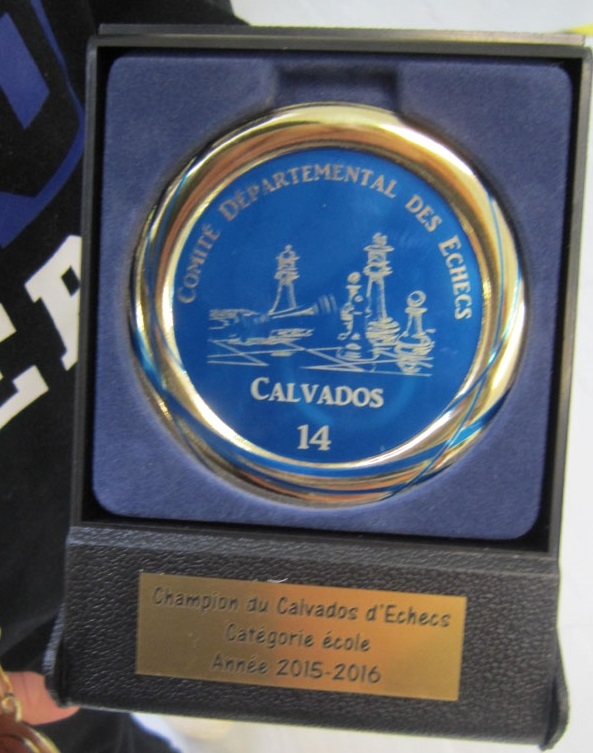 COMITÉ DÉPARTEMENTAL DES ECHECS
CALVADOS
14
Champion du Calvados d'Echecs
Catégorie école
Année 2015-2016